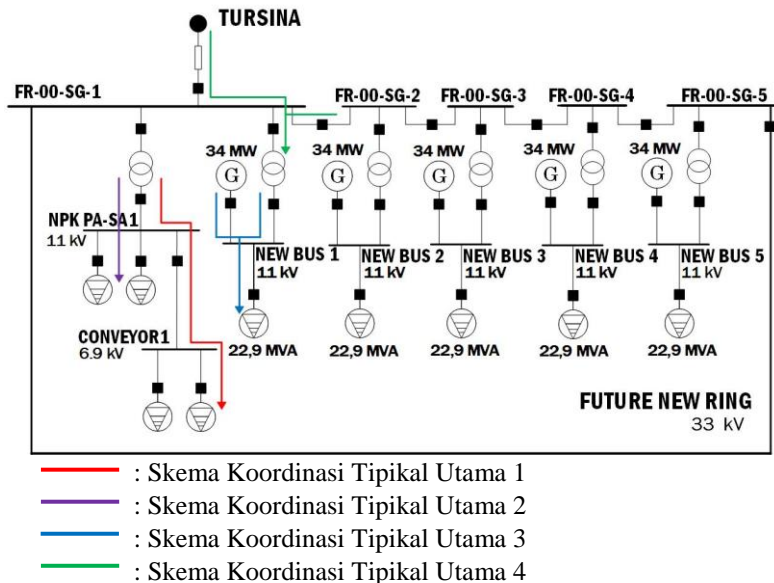 TURSINA
FR-00-SG-1
FR-00-SG-2
FR-00-SG-3
FR-00-SG-4
FR-00-SG-5
34 MW
34 MW
34 MW
34 MW
34 MW
G
G
G
G
G
NPK PA-SA1
11 kV
NEW BUS 1
11 kV
NEW BUS 2
11 kV
NEW BUS 3
11 kV
NEW BUS 4
11 kV
NEW BUS 5
11 kV
CONVEYOR1
6.9 kV
22,9 MVA
22,9 MVA
22,9 MVA
22,9 MVA
22,9 MVA
FUTURE NEW RING
33 kV
: Skema Koordinasi Tipikal Utama 1
: Skema Koordinasi Tipikal Utama 2
: Skema Koordinasi Tipikal Utama 3
: Skema Koordinasi Tipikal Utama 4